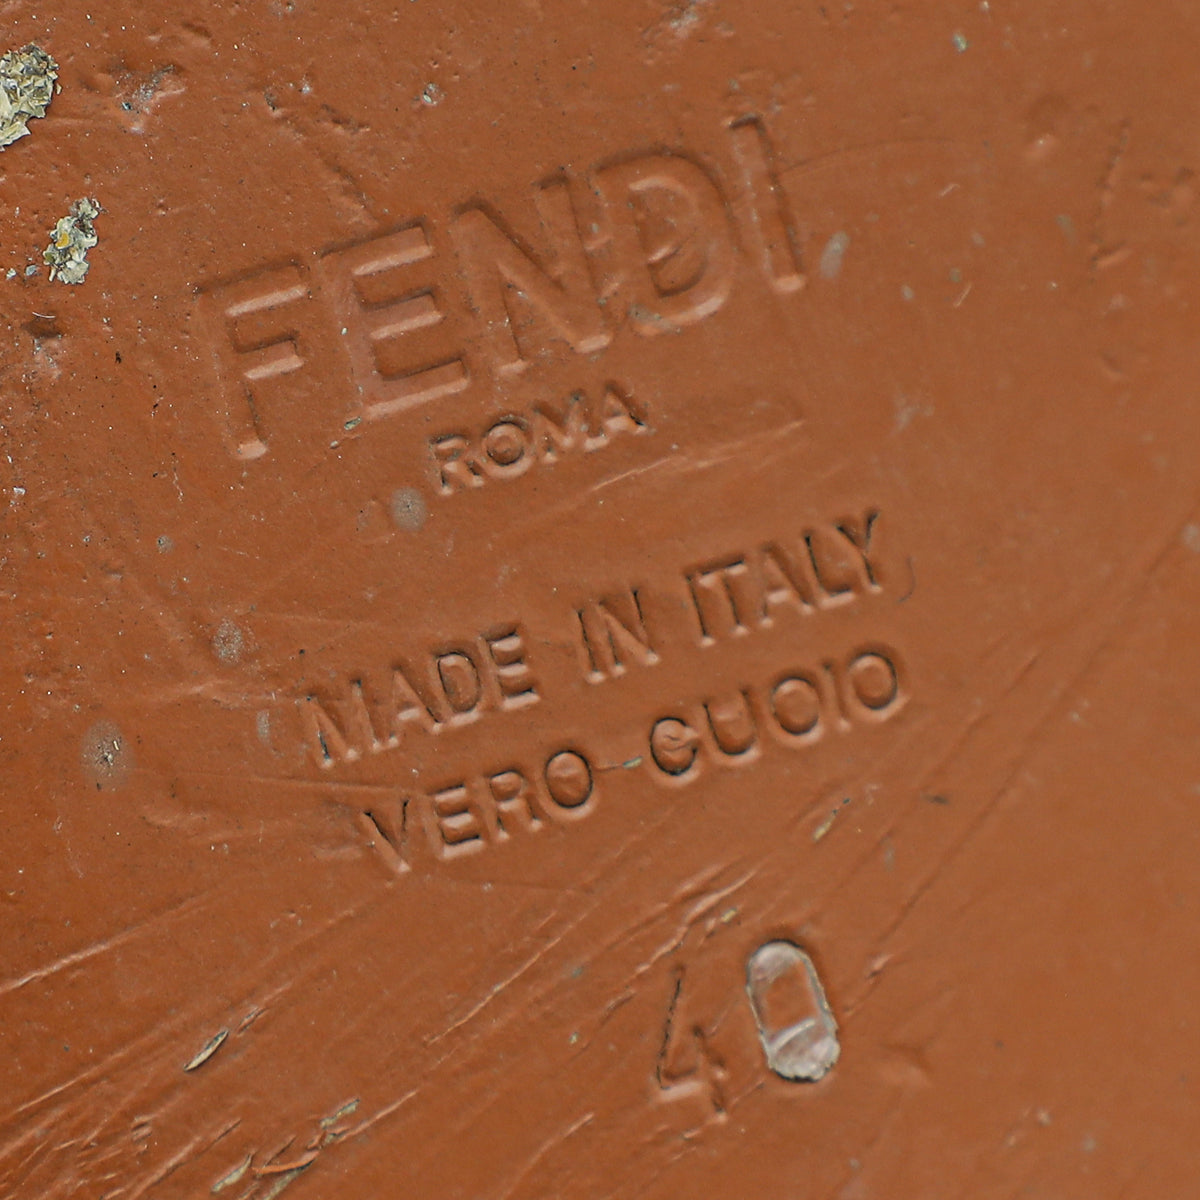 FENDI
ROMA
MADE IN ITALY
VERO-CUOIO
40